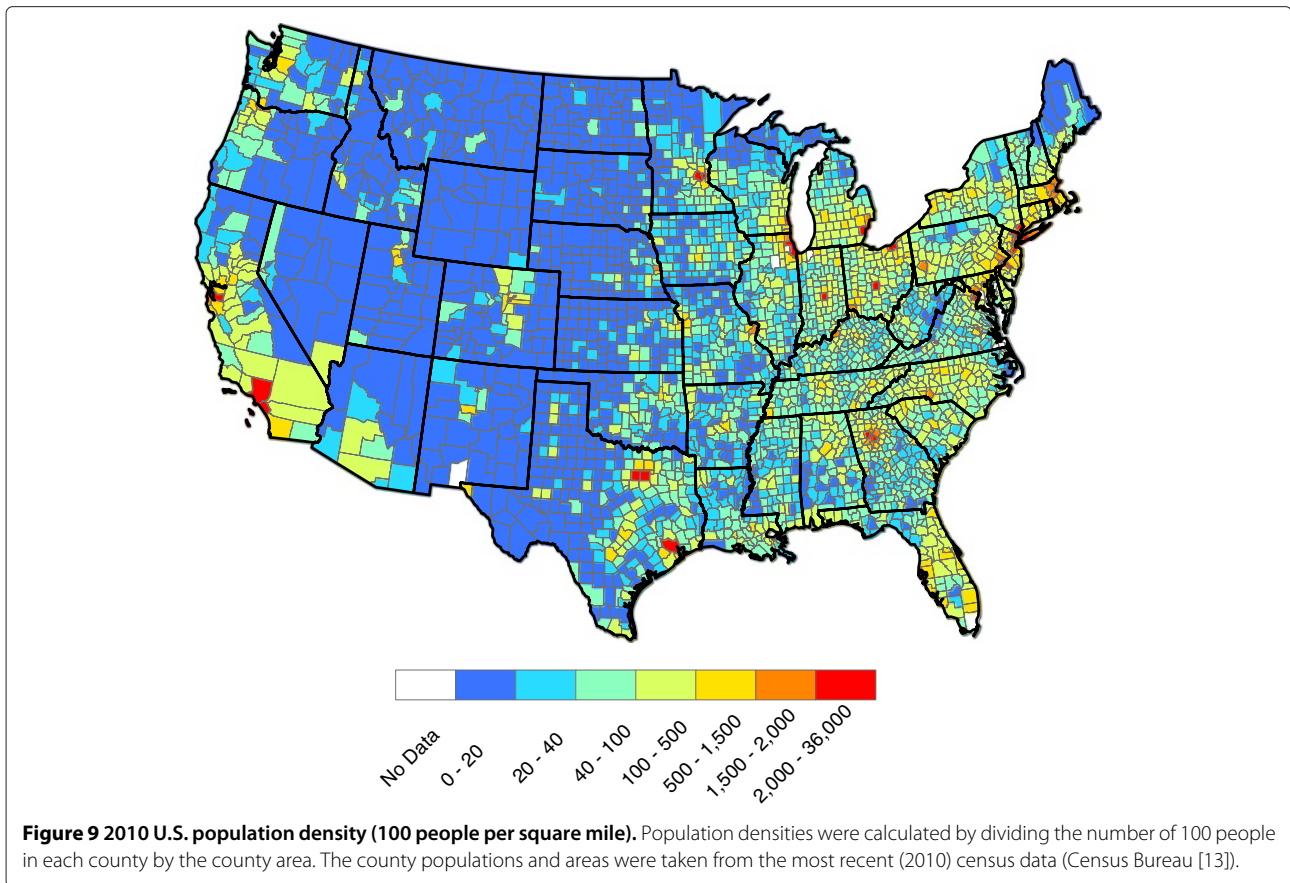 No Data
0 - 20
20 - 40
40 - 100
100 - 500
500 - 1,500
1,500 - 2,000
2,000 - 36,000
Figure 9 2010 U.S. population density (100 people per square mile). Population densities were calculated by dividing the number of 100 people
in each county by the county area. The county populations and areas were taken from the most recent (2010) census data (Census Bureau [13]).